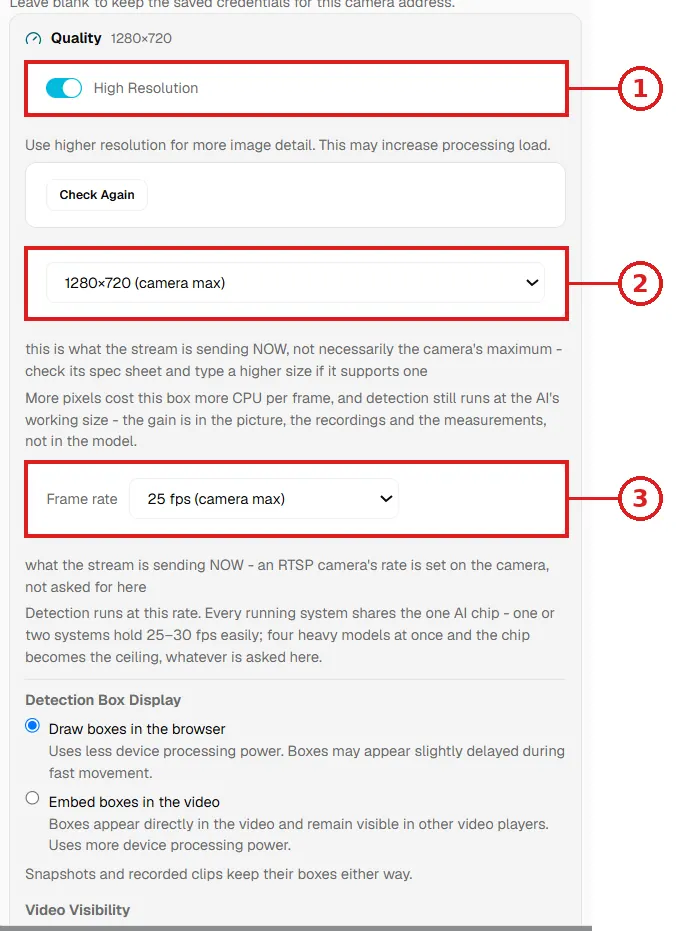 Leave blank to keep the saved credentials for this camera address.
Quality 1280×720
High Resolution
1
Use higher resolution for more image detail. This may increase processing load.
Check Again
1280×720 (camera max)
2
this is what the stream is sending NOW, not necessarily the camera's maximum -
check its spec sheet and type a higher size if it supports one
More pixels cost this box more CPU per frame, and detection still runs at the AI's
working size - the gain is in the picture, the recordings and the measurements,
not in the model.
Frame rate 25 fps (camera max)
3
what the stream is sending NOW - an RTSP camera's rate is set on the camera,
not asked for here
Detection runs at this rate. Every running system shares the one AI chip - one or
two systems hold 25–30 fps easily; four heavy models at once and the chip
becomes the ceiling, whatever is asked here.
Detection Box Display
Draw boxes in the browser
Uses less device processing power. Boxes may appear slightly delayed during
fast movement.
Embed boxes in the video
Boxes appear directly in the video and remain visible in other video players.
Uses more device processing power.
Snapshots and recorded clips keep their boxes either way.
Video Visibility